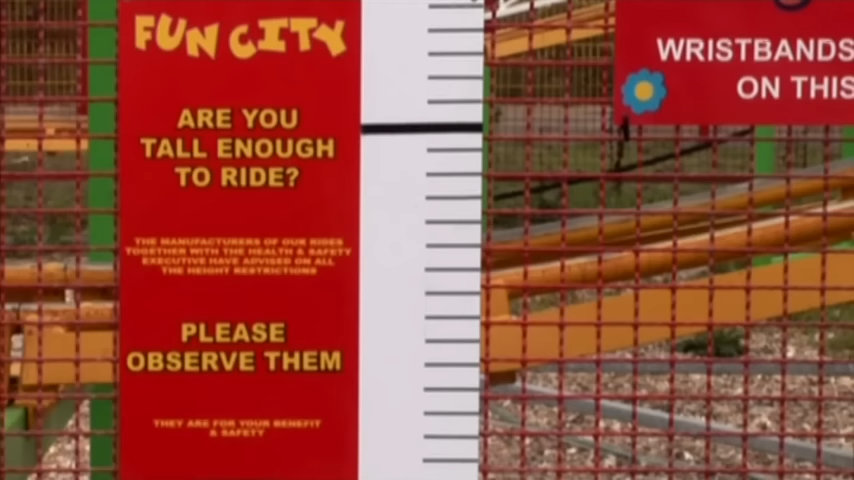 FUN CITY
ARE YOU
TALL ENOUGH
TO RIDE?
THE MANUFACTURERS OF OUR RIDES
TOGETHER WITH THE HEALTH & SAFETY
EXECUTIVE HAVE ADVISED ON ALL
THE HEIGHT RESTRICTIONS
PLEASE
OBSERVE THEM
THEY ARE FOR YOUR BENEFIT
& SAFETY
WRISTBANDS
ON THIS